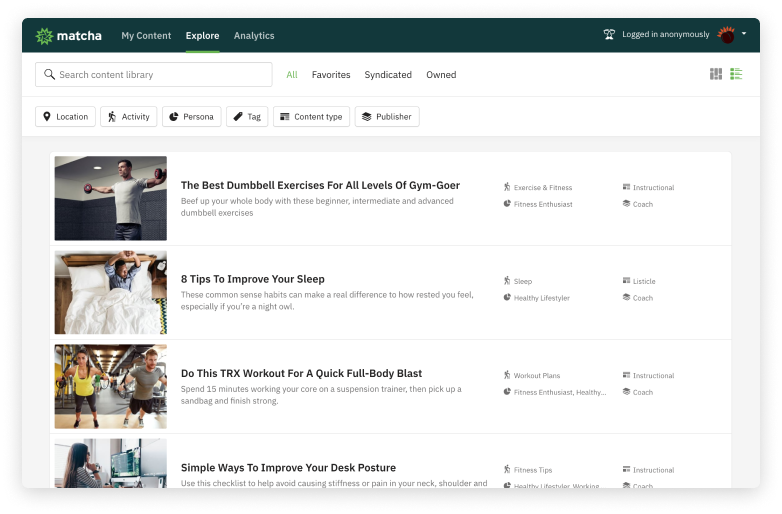 matcha My Content Explore Analytics Logged in anonymously
Search content library All Favorites Syndicated Owned
Location Activity Persona Tag Content type Publisher
The Best Dumbbell Exercises For All Levels Of Gym-Goer
Beef up your whole body with these beginner, intermediate and advanced
dumbbell exercises
Exercise & Fitness Instructional
Fitness Enthusiast Coach
8 Tips To Improve Your Sleep
These common sense habits can make a real difference to how rested you feel,
especially if you're a night owl.
Sleep Listicle
Healthy Lifestyler Coach
Do This TRX Workout For A Quick Full-Body Blast
Spend 15 minutes working your core on a suspension trainer, then pick up a
sandbag and finish strong.
Workout Plans Instructional
Fitness Enthusiast, Healthy... Coach
Simple Ways To Improve Your Desk Posture
Use this checklist to help avoid causing stiffness or pain in your neck, shoulder and
Fitness Tips Instructional
Healthy Lifestyler, Working Coach